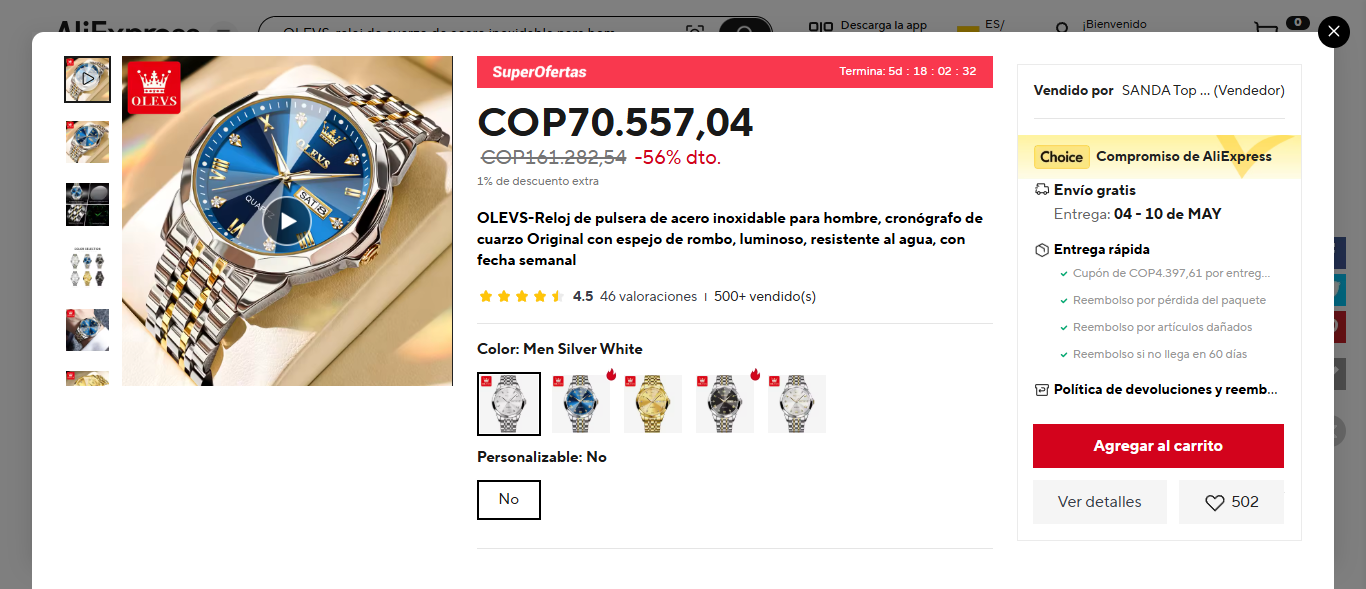 AliExpress
OLEVS-reloj de cuarzo de acero inoxidable para hom
Descarga la app
ES/
¡Bienvenido
0
OLEVS
OLEVS
QUARTZ
SAT 8
SuperOfertas
Termina: 5d : 18 : 02 : 32
COP70.557,04
COP161.282,54 -56% dto.
1% de descuento extra
OLEVS-Reloj de pulsera de acero inoxidable para hombre, cronógrafo de
cuarzo Original con espejo de rombo, luminoso, resistente al agua, con
fecha semanal
4.5 46 valoraciones 500+ vendido(s)
Color: Men Silver White
Personalizable: No
No
Vendido por SANDA Top ... (Vendedor)
Choice Compromiso de AliExpress
Envío gratis
Entrega: 04 - 10 de MAY
Entrega rápida
Cupón de COP4.397,61 por entreg...
Reembolso por pérdida del paquete
Reembolso por artículos dañados
Reembolso si no llega en 60 días
Política de devoluciones y reemb...
Agregar al carrito
Ver detalles
502